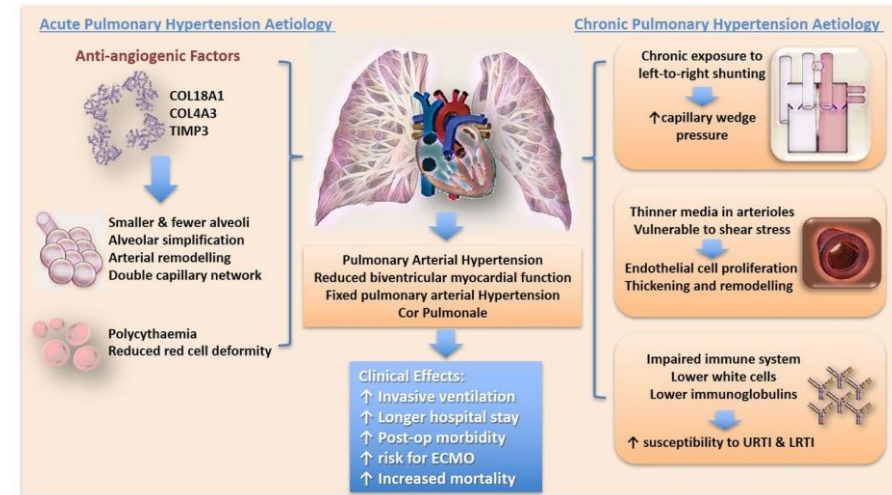 Acute Pulmonary Hypertension Aetiology
Anti-angiogenic Factors
COL18A1
COL4A3
TIMP3
Smaller & fewer alveoli
Alveolar simplification
Arterial remodelling
Double capillary network
Polycythaemia
Reduced red cell deformity
Pulmonary Arterial Hypertension
Reduced biventricular myocardial function
Fixed pulmonary arterial Hypertension
Cor Pulmonale
Clinical Effects:
↑ Invasive ventilation
↑ Longer hospital stay
↑ Post-op morbidity
↑ risk for ECMO
↑ Increased mortality
Chronic Pulmonary Hypertension Aetiology
Chronic exposure to
left-to-right shunting
↑capillary wedge
pressure
Thinner media in arterioles
Vulnerable to shear stress
Endothelial cell proliferation
Thickening and remodelling
Impaired immune system
Lower white cells
Lower immunoglobulins
↑ susceptibility to URTI & LRTI